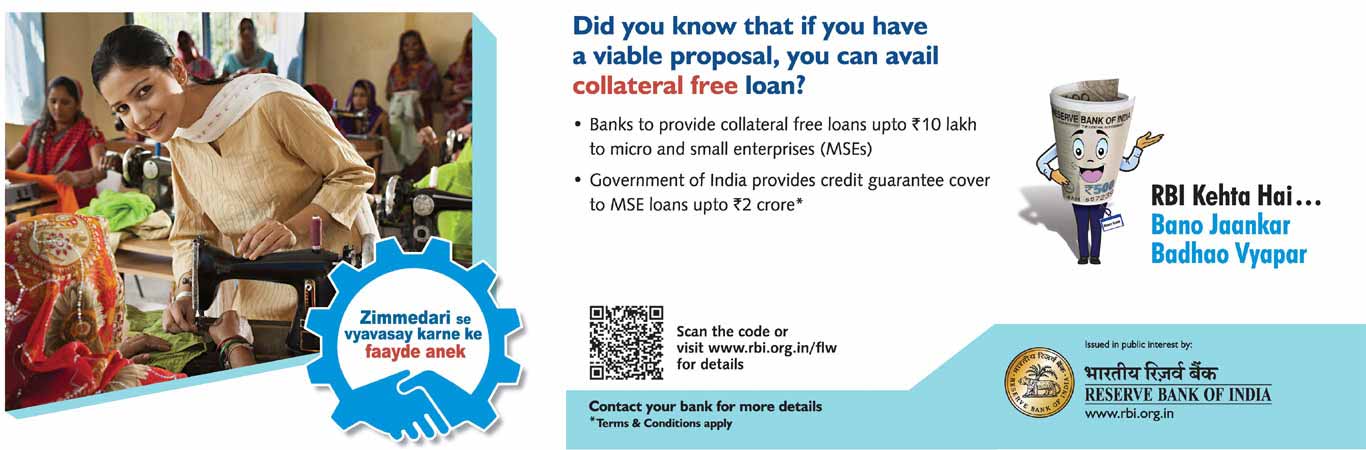 Zimmedari se
vyavasay karne ke
faayde anek
Did you know that if you have
a viable proposal, you can avail
collateral free loan?
• Banks to provide collateral free loans upto ₹10 lakh
to micro and small enterprises (MSEs)
• Government of India provides credit guarantee cover
to MSE loans upto ₹2 crore*
RESERVE BANK OF INDIA
₹500
RBI Kehta Hai...
Bano Jaankar
Badhao Vyapar
Scan the code or
visit www.rbi.org.in/flw
for details
Contact your bank for more details
*Terms & Conditions apply
Issued in public interest by:
भारतीय रिज़र्व बैंक
RESERVE BANK OF INDIA
www.rbi.org.in
भारतीय रिज़र्व बैंक
RESERVE BANK OF INDIA